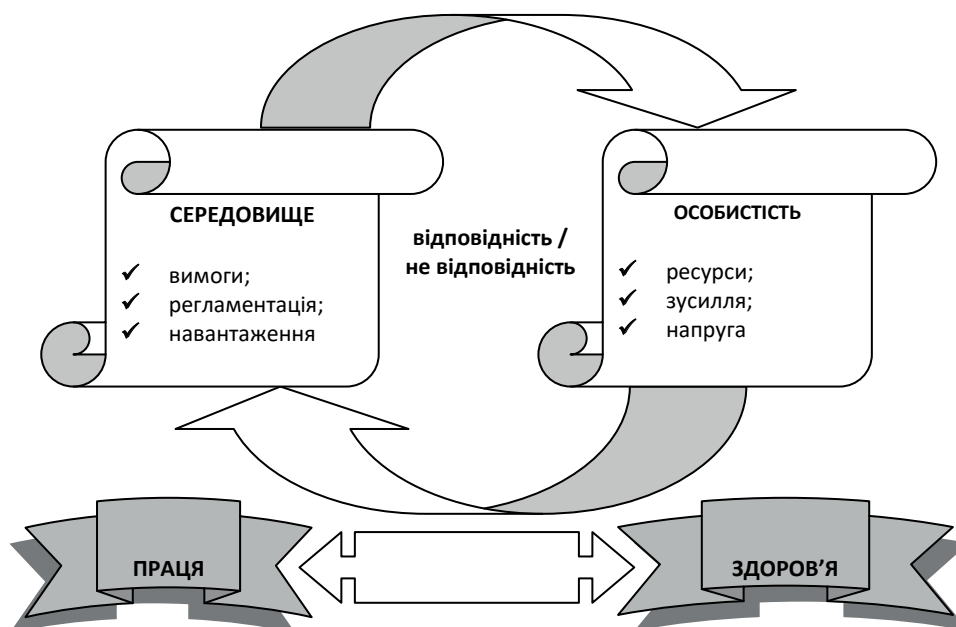 СЕРЕДОВИЩЕ
✓ вимоги;
✓ регламентація;
✓ навантаження
відповідність /
не відповідність
ОСОБИСТІСТЬ
✓ ресурси;
✓ зусилля;
✓ напруга
ПРАЦЯ
ЗДОРОВ’Я